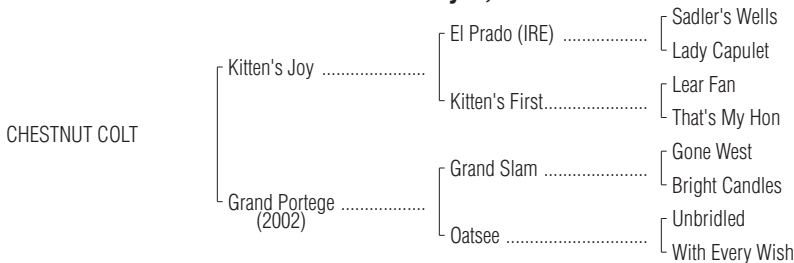 Sadler's Wells
El Prado (IRE) ..................
Lady Capulet
Kitten's Joy ......................
Lear Fan
Kitten's First......................
That's My Hon
CHESTNUT COLT
Gone West
Grand Slam ......................
Bright Candles
Grand Portege ..................
(2002)
Unbridled
Oatsee ..............................
With Every Wish